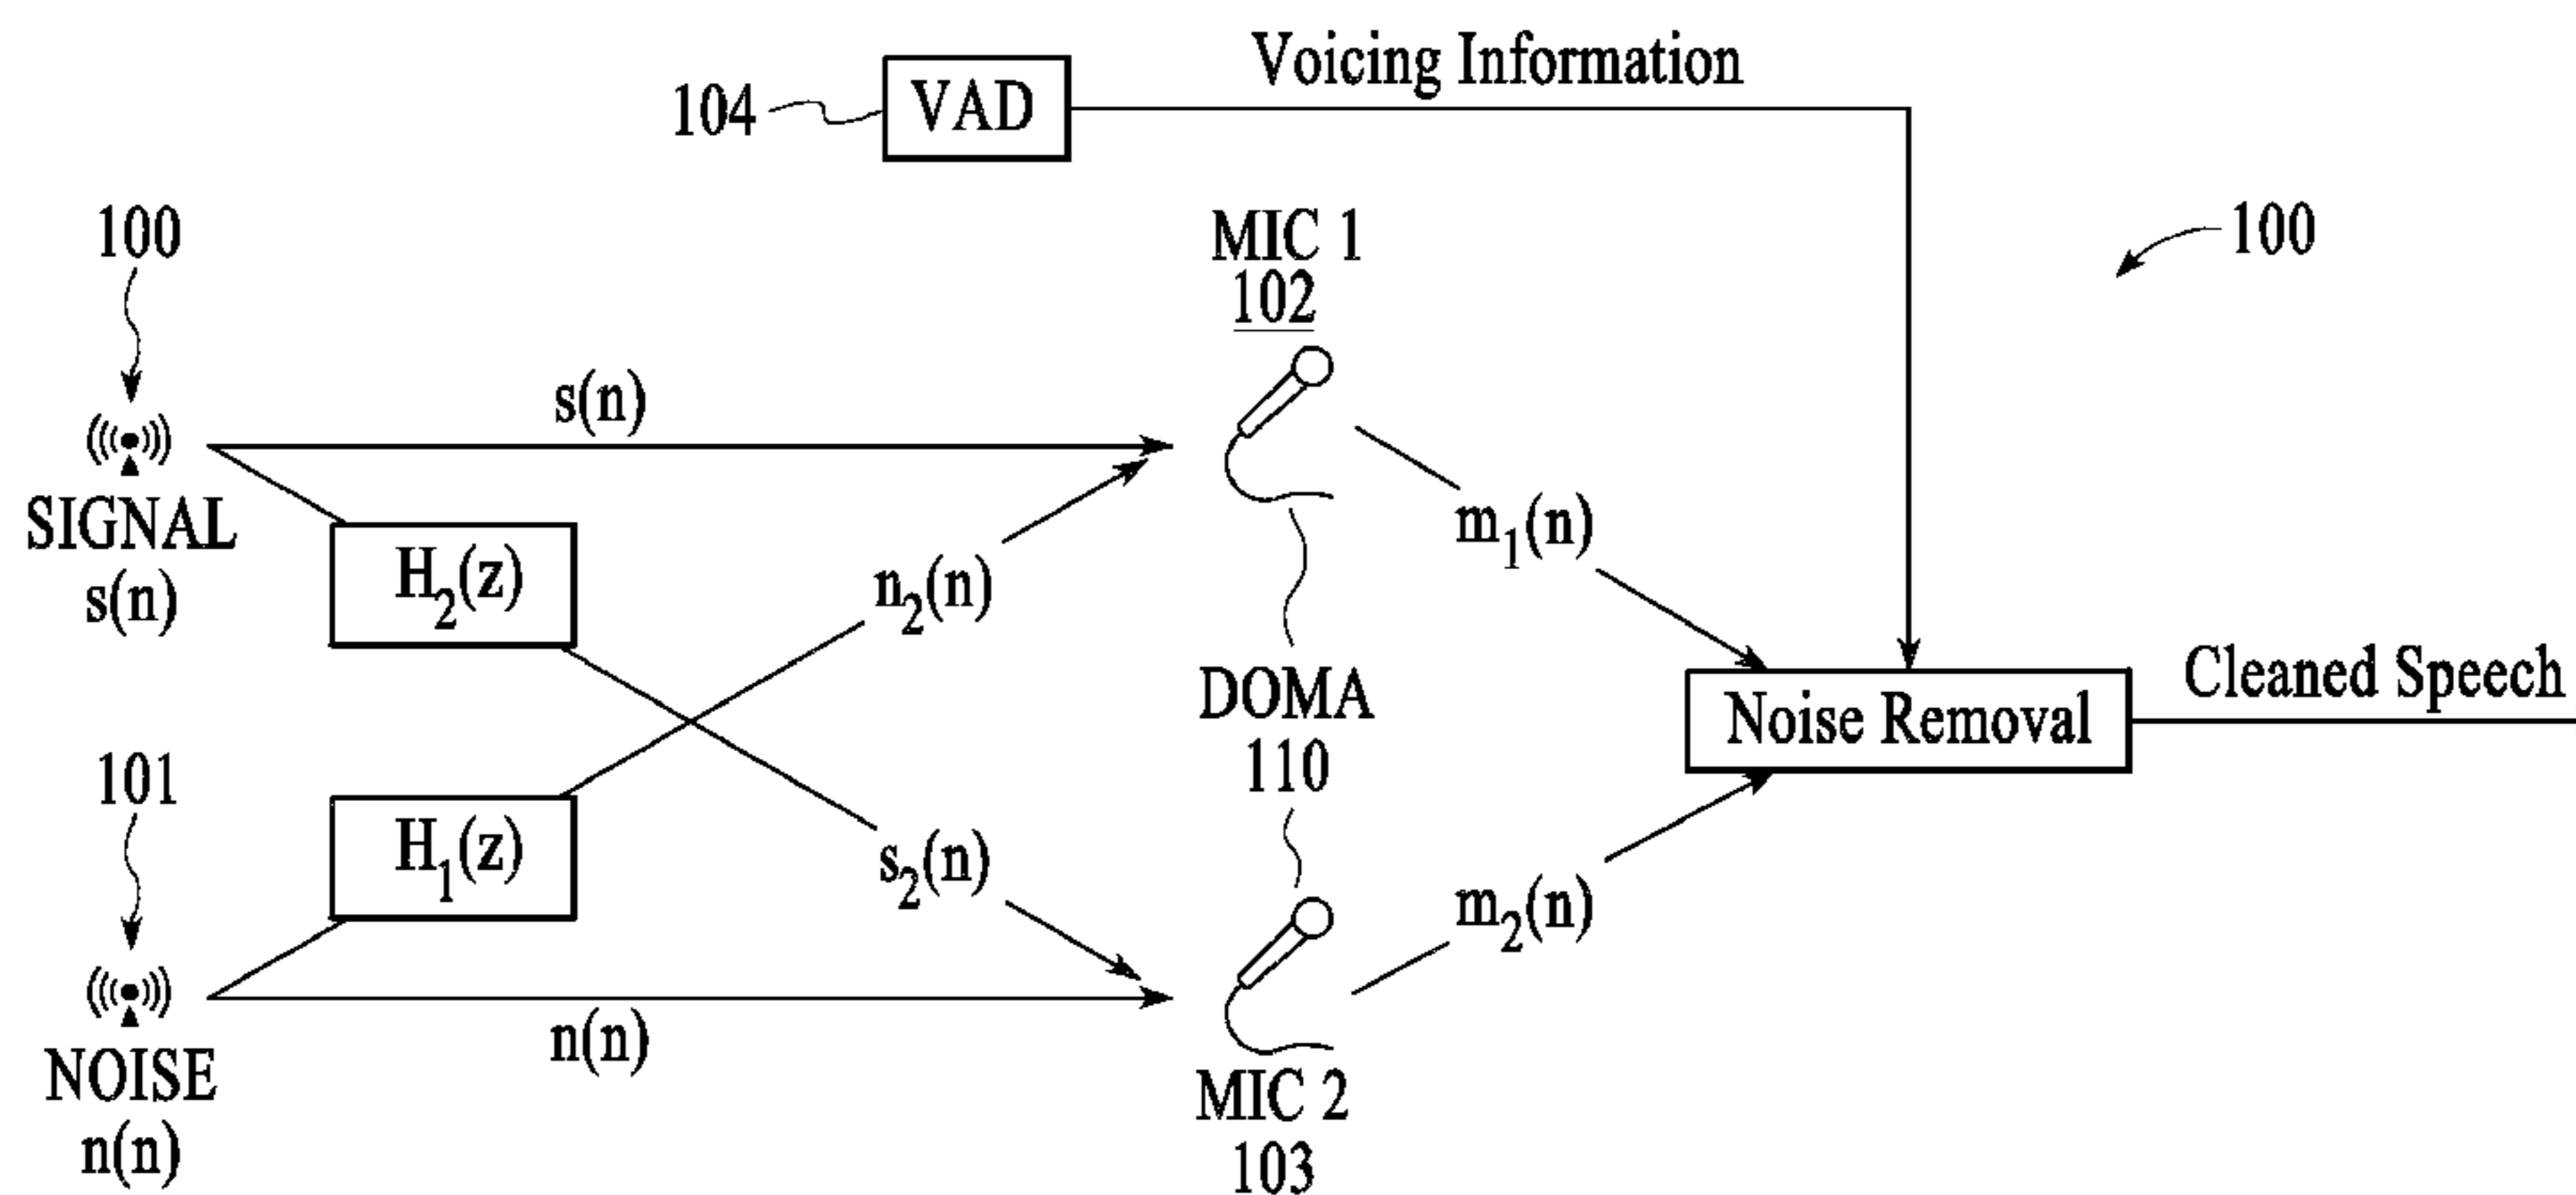 Voicing Information
104
VAD
100
MIC 1
102
100
s(n)
SIGNAL
s(n)
H₂(z)
n₂(n)
m₁(n)
DOMA
110
Noise Removal
Cleaned Speech
101
H₁(z)
s₂(n)
m₂(n)
n(n)
NOISE
n(n)
MIC 2
103